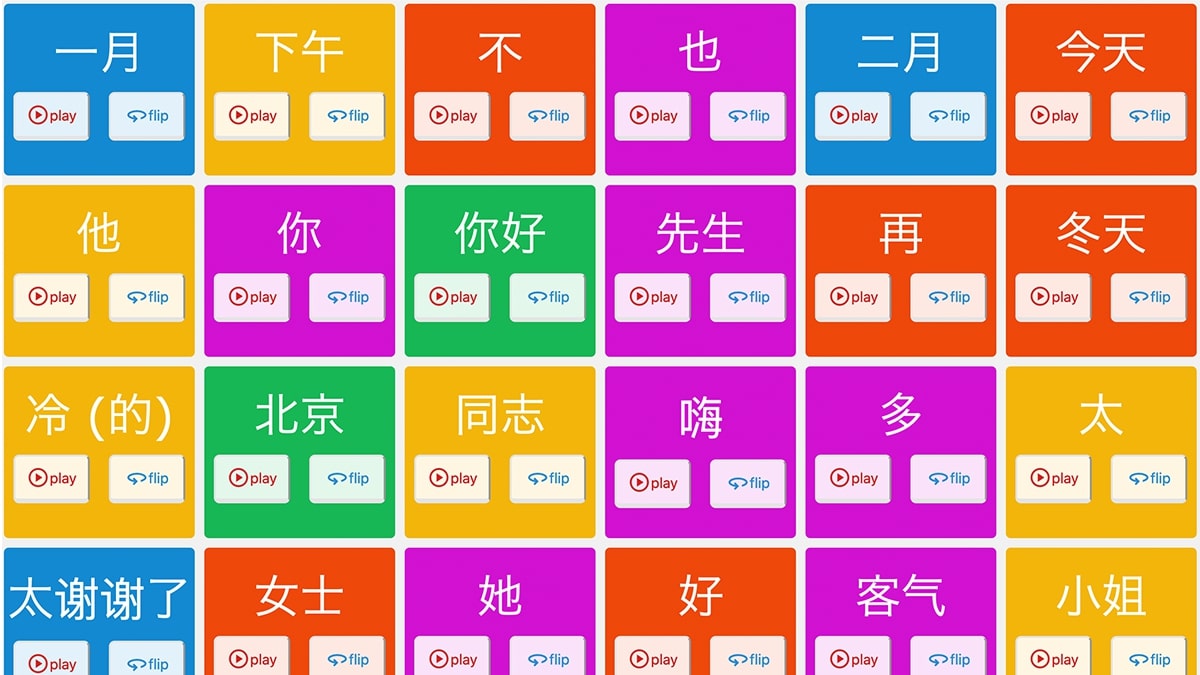 一月 下午 不 也 二月 今天
play flip play flip play flip play flip play flip play flip
他 你 你好 先生 再 冬天
play flip play flip play flip play flip play flip play flip
冷 (的) 北京 同志 嗨 多 太
play flip play flip play flip play flip play flip play flip
太谢谢了 女士 她 好 客气 小姐
play flip play flip play flip play flip play flip play flip